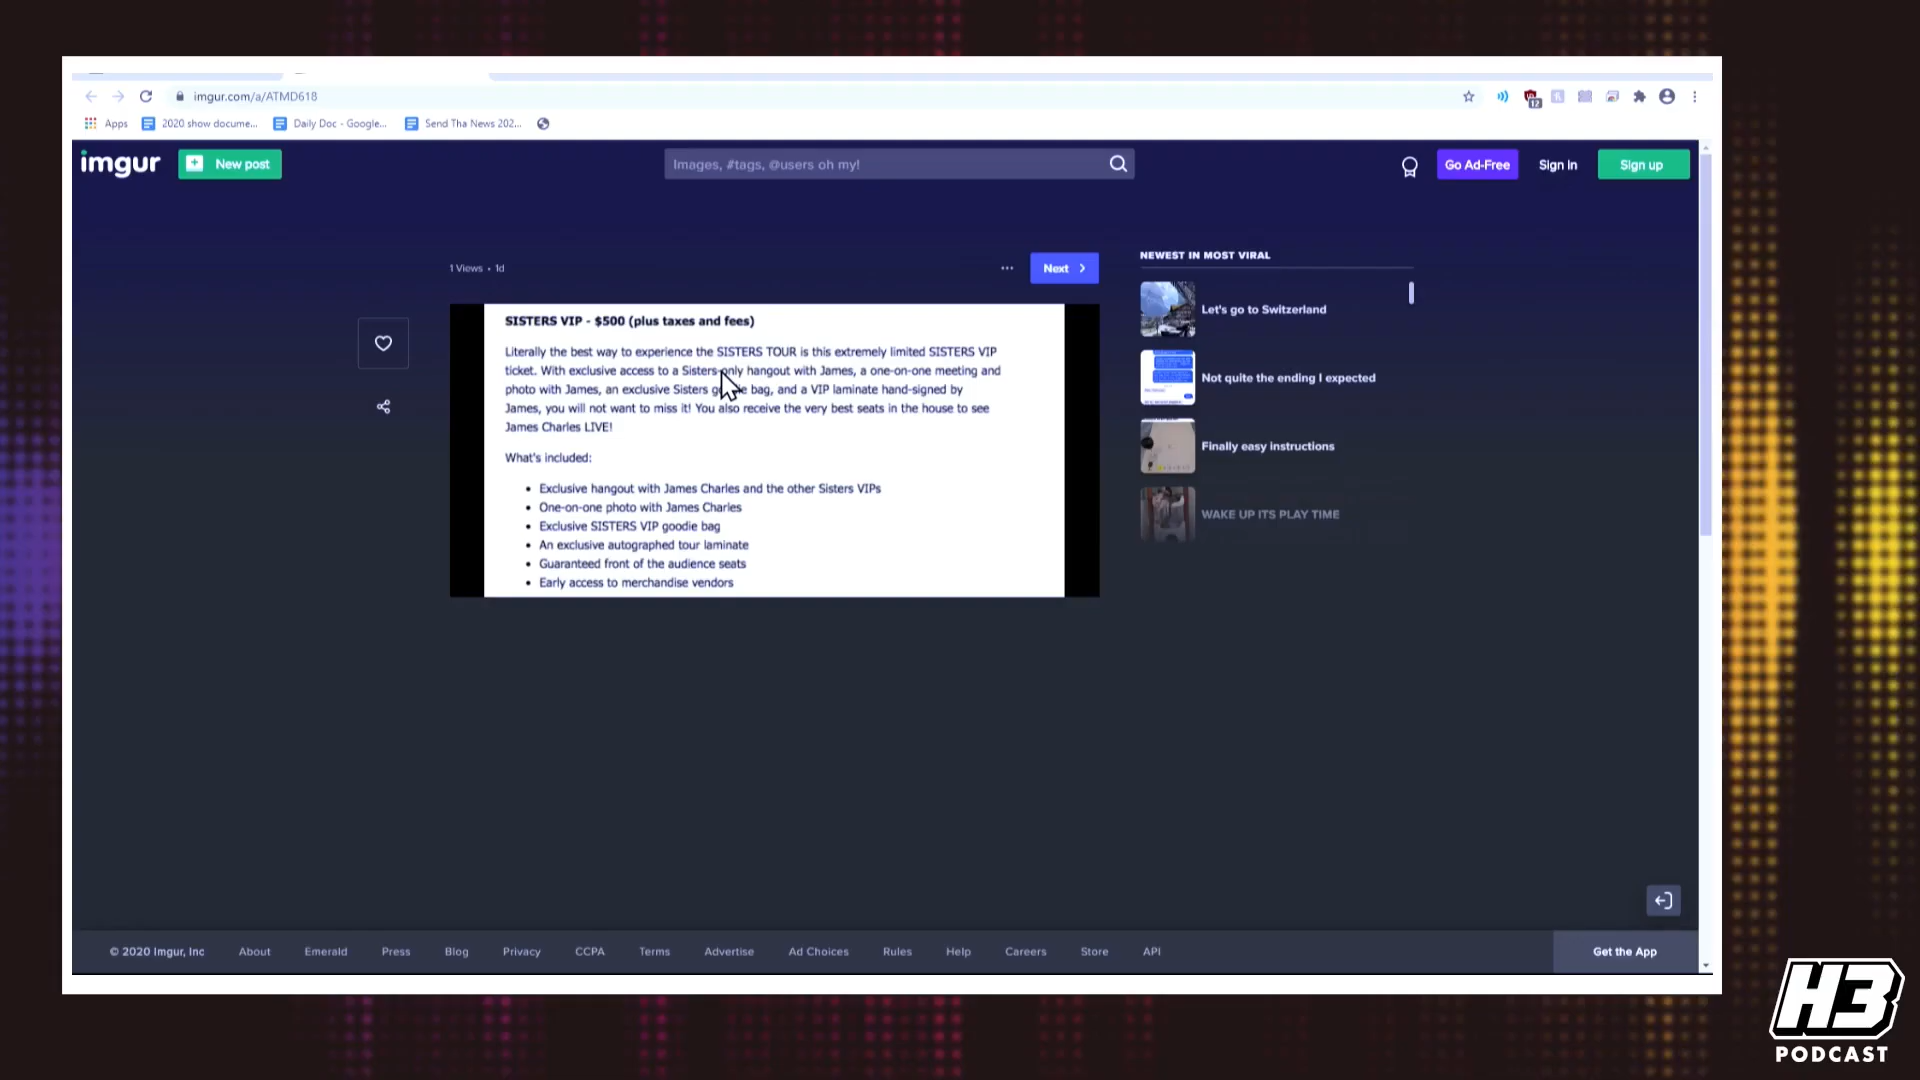 imgur.com/a/ATMD618
12
Apps
2020 show docume...
Daily Doc - Google...
Send Tha News 202...
imgur
New post
Images, #tags, @users oh my!
Go Ad-Free
Sign in
Sign up
1 Views • 1d
Next
NEWEST IN MOST VIRAL
Let's go to Switzerland
Not quite the ending I expected
Finally easy instructions
WAKE UP ITS PLAY TIME
SISTERS VIP - $500 (plus taxes and fees)
Literally the best way to experience the SISTERS TOUR is this extremely limited SISTERS VIP
ticket. With exclusive access to a Sisters-only hangout with James, a one-on-one meeting and
photo with James, an exclusive Sisters goodie bag, and a VIP laminate hand-signed by
James, you will not want to miss it! You also receive the very best seats in the house to see
James Charles LIVE!
What's included:
• Exclusive hangout with James Charles and the other Sisters VIPs
• One-on-one photo with James Charles
• Exclusive SISTERS VIP goodie bag
• An exclusive autographed tour laminate
• Guaranteed front of the audience seats
• Early access to merchandise vendors
© 2020 Imgur, Inc
About
Emerald
Press
Blog
Privacy
CCPA
Terms
Advertise
Ad Choices
Rules
Help
Careers
Store
API
Get the App
H3
PODCAST